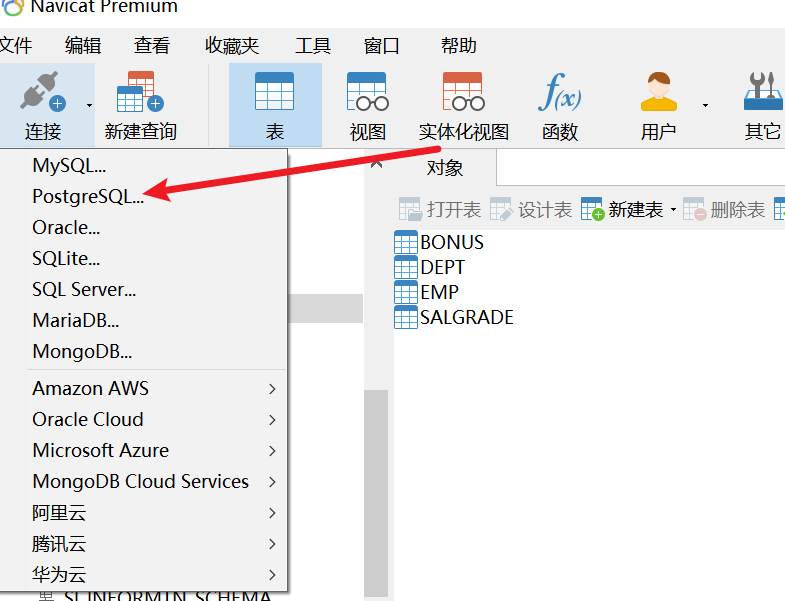 Navicat Premium
文件 编辑 查看 收藏夹 工具 窗口 帮助
连接 新建查询 表 视图 实体化视图 函数 用户 其它
MySQL...
PostgreSQL...
Oracle...
SQLite...
SQL Server...
MariaDB...
MongoDB...
Amazon AWS
Oracle Cloud
Microsoft Azure
MongoDB Cloud Services
阿里云
腾讯云
华为云
SI_INFORMTN_SCHEMA
对象
打开表 设计表 新建表 删除表
BONUS
DEPT
EMP
SALGRADE